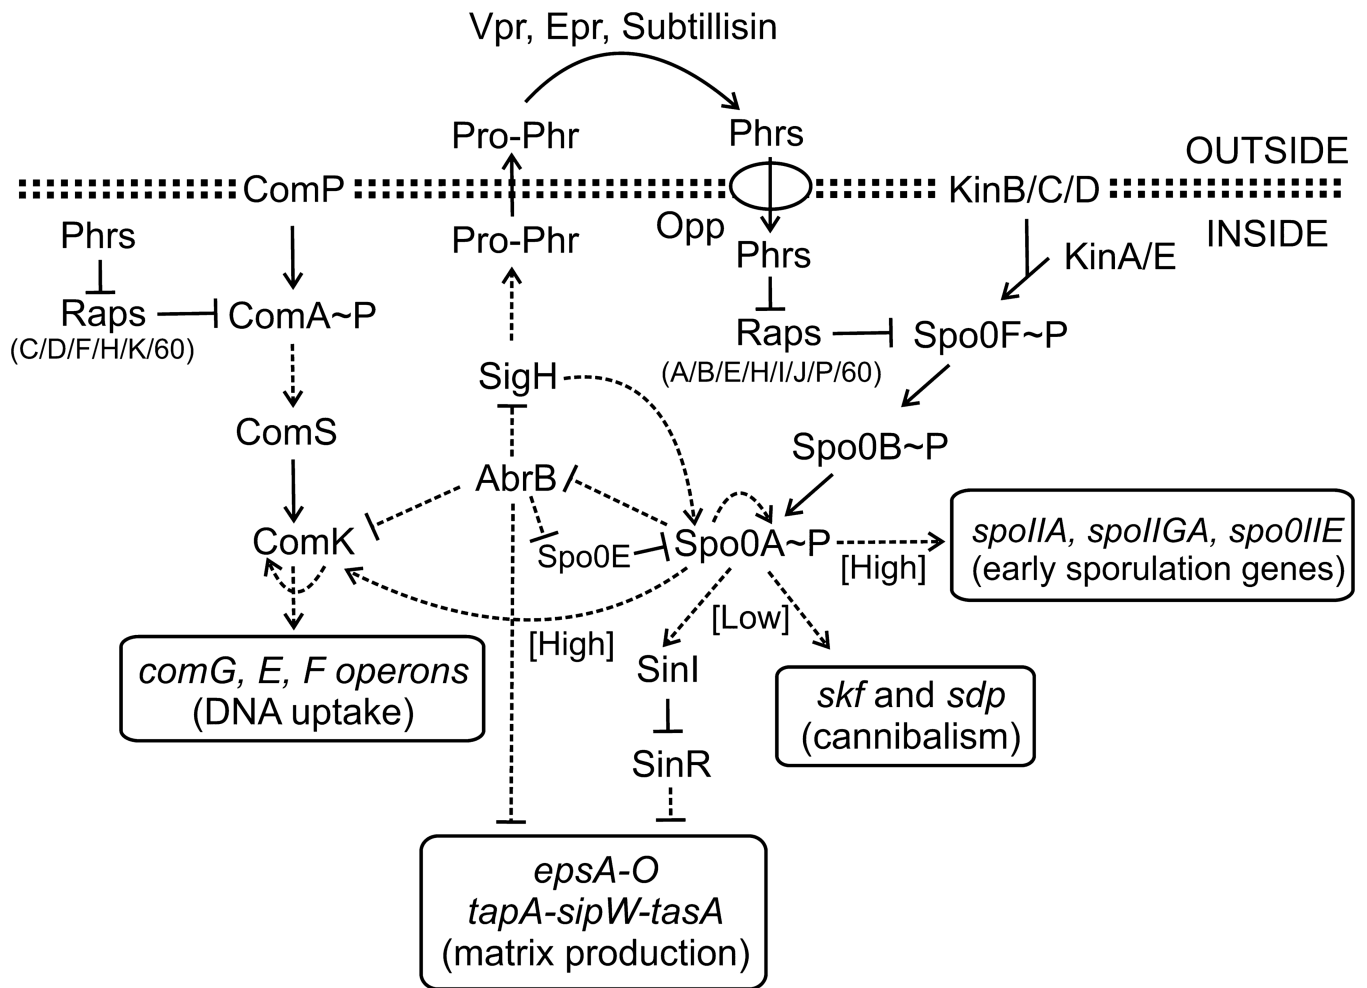 Vpr, Epr, Subtillisin
Pro-Phr
Phrs
OUTSIDE
ComP
KinB/C/D
Phrs
Pro-Phr
Opp
Phrs
INSIDE
KinA/E
Raps
(C/D/F/H/K/60)
ComA~P
Raps
(A/B/E/H/I/J/P/60)
Spo0F~P
SigH
ComS
Spo0B~P
AbrB
ComK
Spo0E
Spo0A~P
[High]
spoIIA, spoIIGA, spo0IIE
(early sporulation genes)
[High]
[Low]
comG, E, F operons
(DNA uptake)
SinI
skf and sdp
(cannibalism)
SinR
epsA-O
tapA-sipW-tasA
(matrix production)